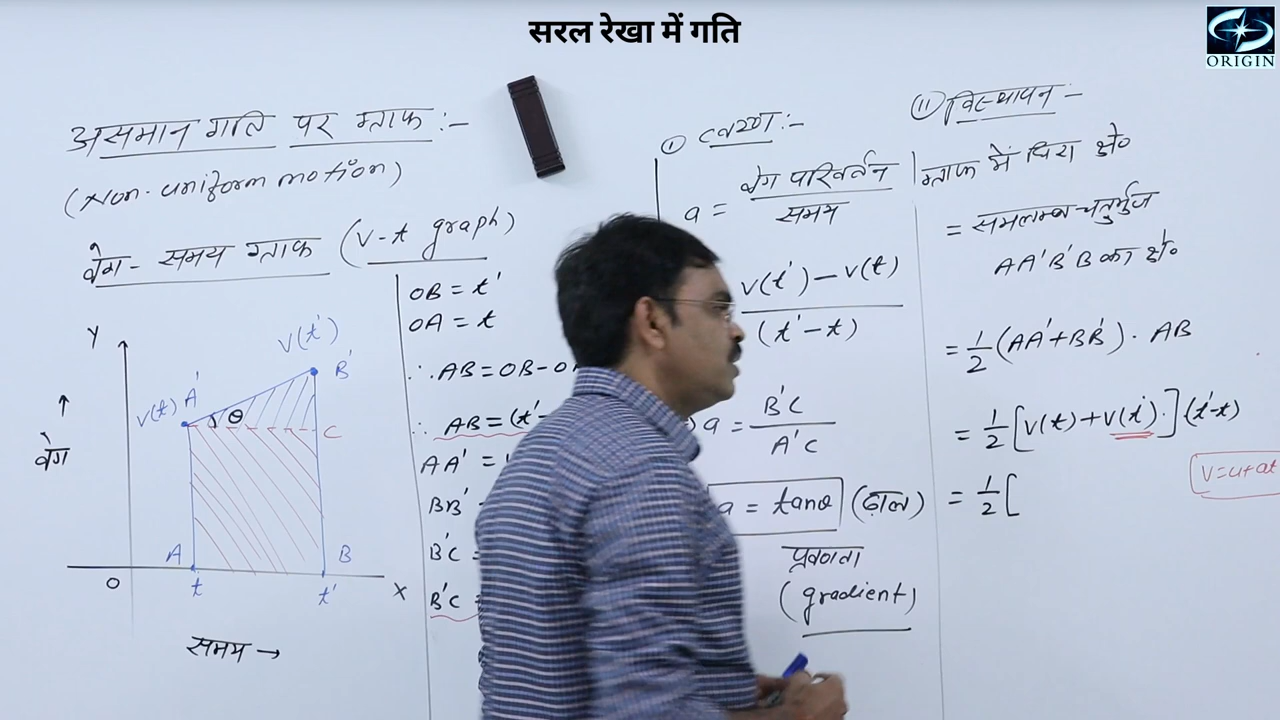 सरल रेखा में गति
ORIGIN
असमान गति पर ग्राफ :-
(Non-uniform motion)
वेग - समय ग्राफ (v-t graph)
Y
वेग
V(t) A'
θ
V(t')
B'
C
A
B
O
t
t'
X
समय →
OB = t'
OA = t
∴ AB = OB - O
∴ AB = (t'-
AA' =
BB' =
B'C =
B'C =
(I) त्वरण :-
a = वेग परिवर्तन / समय
V(t') - V(t)
(t' - t)
a = B'C / A'C
a = tanθ (ढाल)
प्रवणता
(gradient)
(II) विस्थापन -
ग्राफ में घिरा क्षे०
= समलम्ब चतुर्भुज
AA'B'B का क्षे०
= 1/2 (AA' + BB') . AB
= 1/2 [V(t) + V(t').] (t'-t)
V = u + at
= 1/2 [